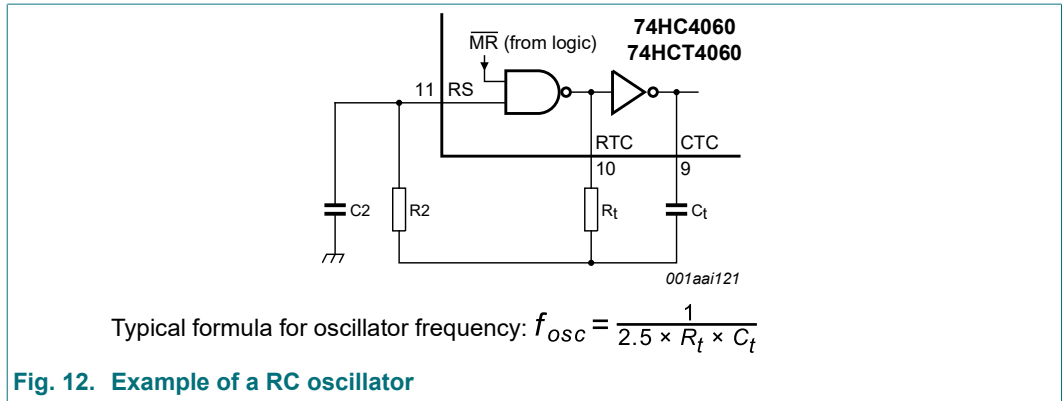 74HC4060
74HCT4060
MR (from logic)
11 RS
RTC CTC
10 9
C2 R2 Rt Ct
001aai121
Typical formula for oscillator frequency: fosc = 1 / 2.5 × Rt × Ct
Fig. 12. Example of a RC oscillator